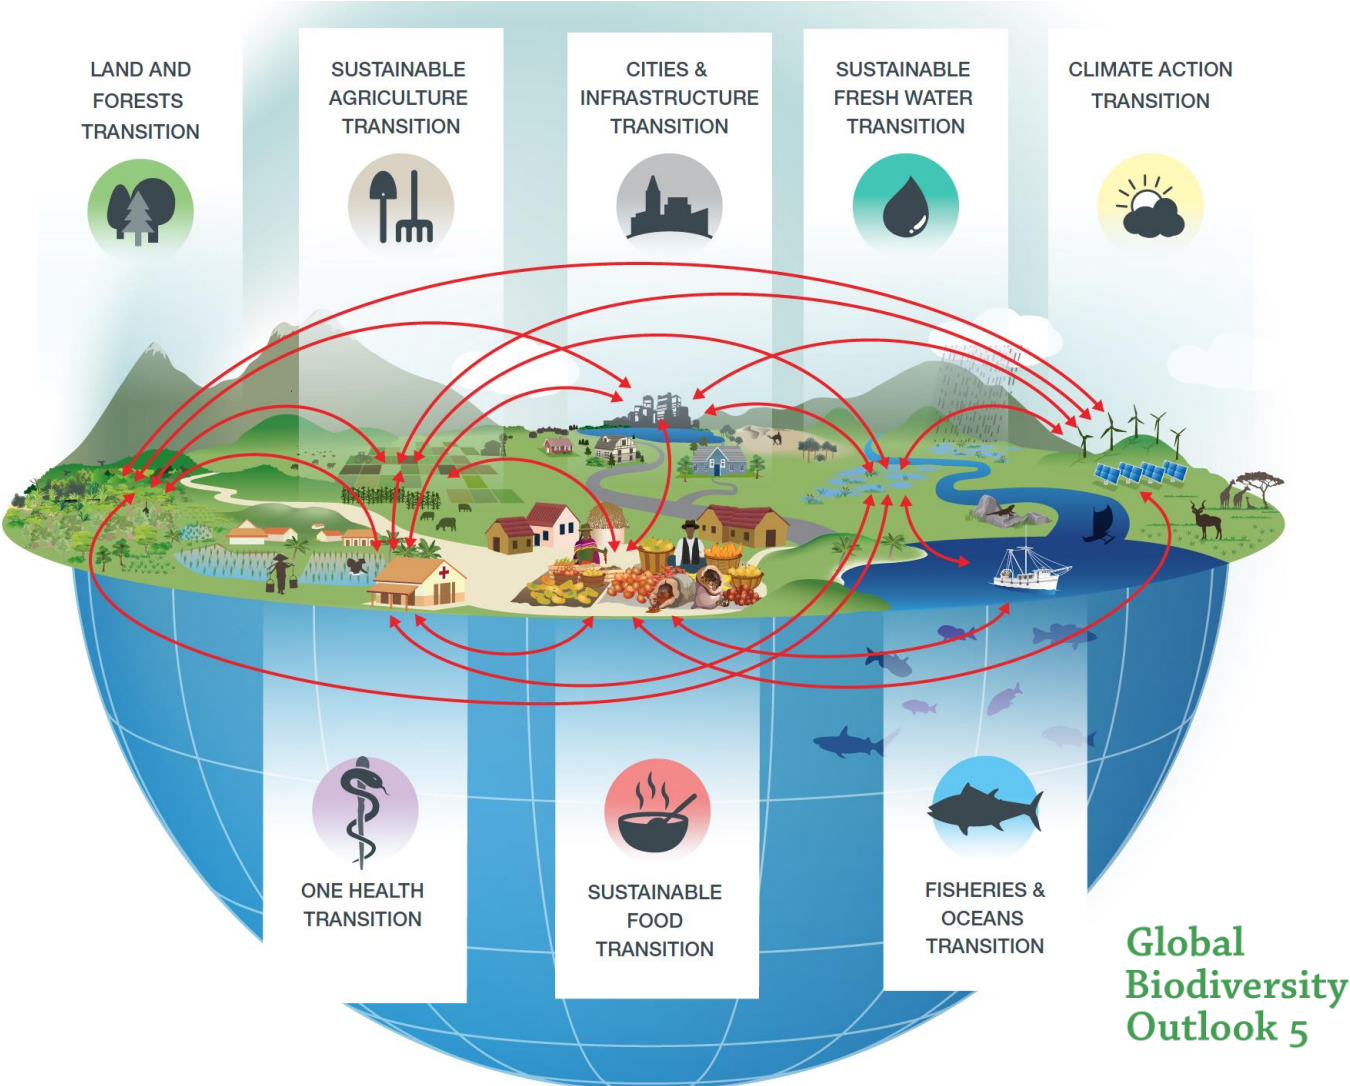 LAND AND
FORESTS
TRANSITION
SUSTAINABLE
AGRICULTURE
TRANSITION
CITIES &
INFRASTRUCTURE
TRANSITION
SUSTAINABLE
FRESH WATER
TRANSITION
CLIMATE ACTION
TRANSITION
ONE HEALTH
TRANSITION
SUSTAINABLE
FOOD
TRANSITION
FISHERIES &
OCEANS
TRANSITION
Global
Biodiversity
Outlook 5